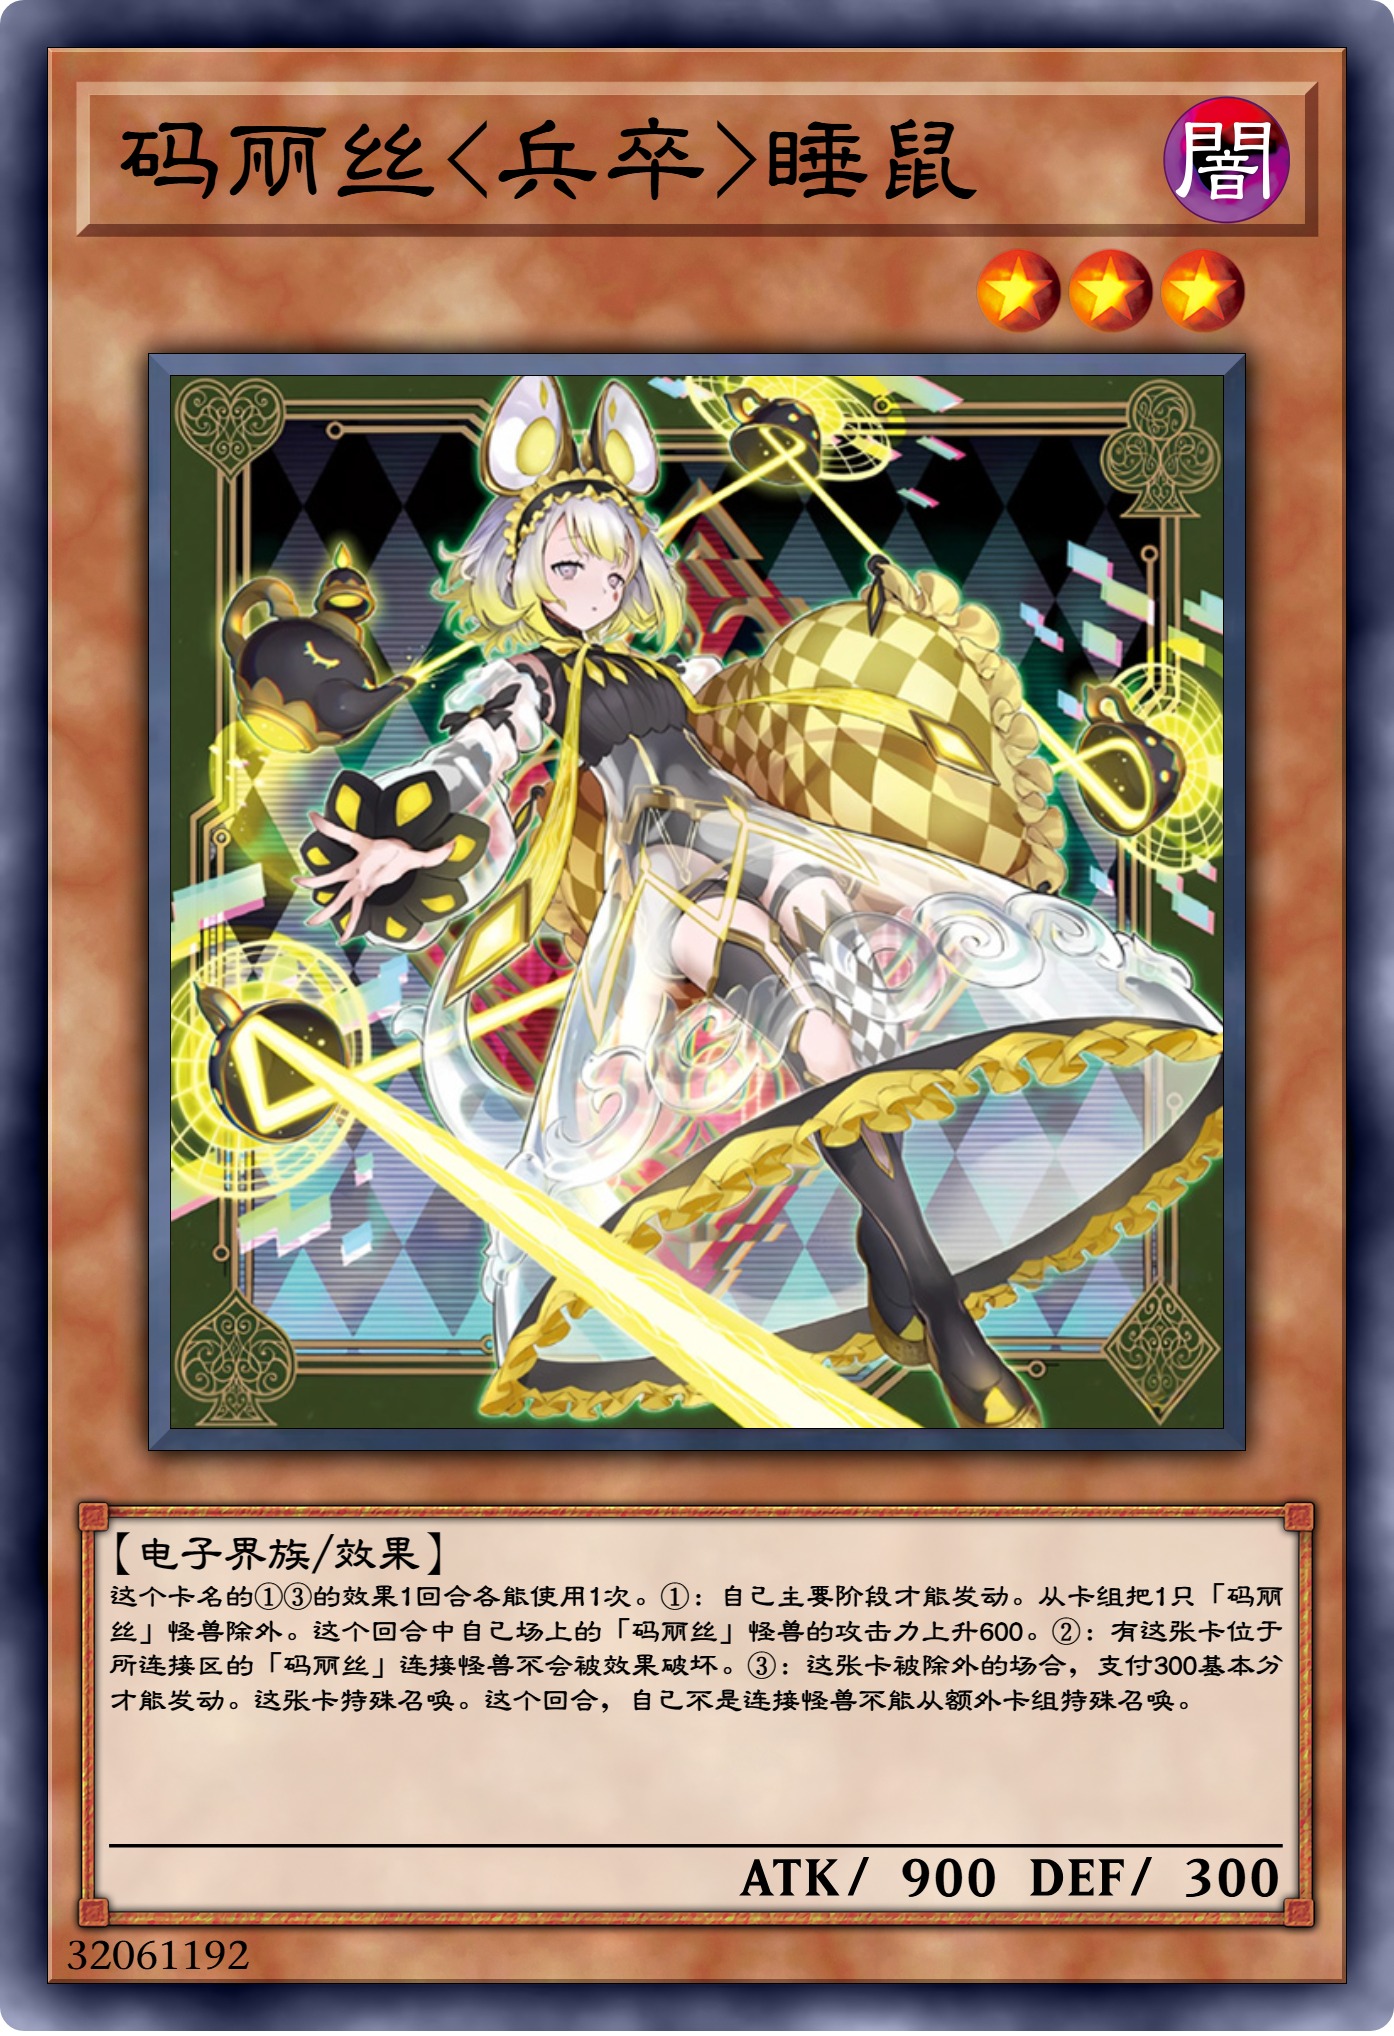 码丽丝<兵卒>睡鼠
闇
【电子界族/效果】
这个卡名的①③的效果1回合各能使用1次。①：自己主要阶段才能发动。从卡组把1只「码丽
丝」怪兽除外。这个回合中自己场上的「码丽丝」怪兽的攻击力上升600。②：有这张卡位于
所连接区的「码丽丝」连接怪兽不会被效果破坏。③：这张卡被除外的场合，支付300基本分
才能发动。这张卡特殊召唤。这个回合，自己不是连接怪兽不能从额外卡组特殊召唤。
ATK/ 900 DEF/ 300
32061192